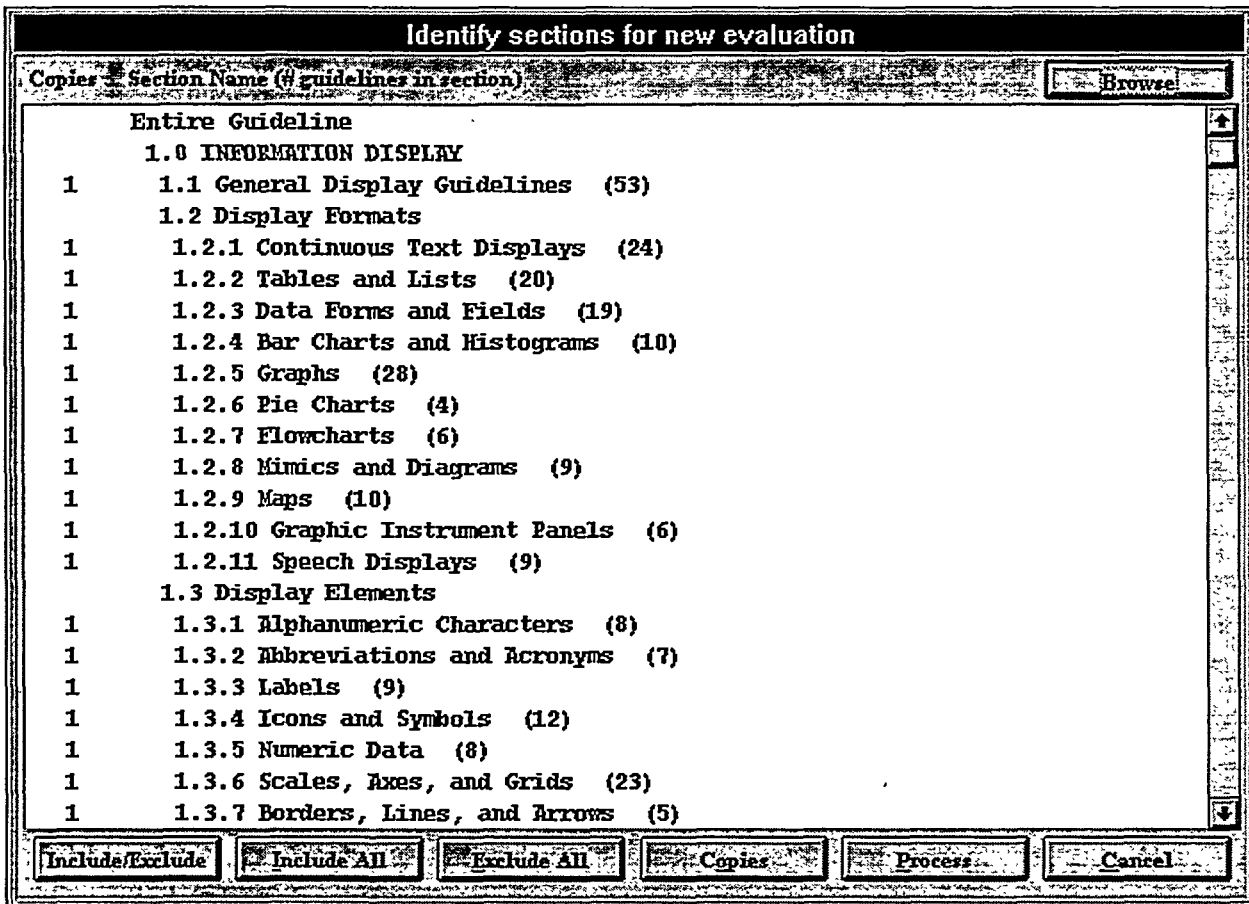 Identify sections for new evaluation
Copies Section Name (# guidelines in section) Browse
Entire Guideline
1.0 INFORMATION DISPLAY
1 1.1 General Display Guidelines (53)
1.2 Display Formats
1 1.2.1 Continuous Text Displays (24)
1 1.2.2 Tables and Lists (20)
1 1.2.3 Data Forms and Fields (19)
1 1.2.4 Bar Charts and Histograms (10)
1 1.2.5 Graphs (28)
1 1.2.6 Pie Charts (4)
1 1.2.7 Flowcharts (6)
1 1.2.8 Mimics and Diagrams (9)
1 1.2.9 Maps (10)
1 1.2.10 Graphic Instrument Panels (6)
1 1.2.11 Speech Displays (9)
1.3 Display Elements
1 1.3.1 Alphanumeric Characters (8)
1 1.3.2 Abbreviations and Acronyms (7)
1 1.3.3 Labels (9)
1 1.3.4 Icons and Symbols (12)
1 1.3.5 Numeric Data (8)
1 1.3.6 Scales, Axes, and Grids (23)
1 1.3.7 Borders, Lines, and Arrows (5)
Include/Exclude Include All Exclude All Copies Process Cancel